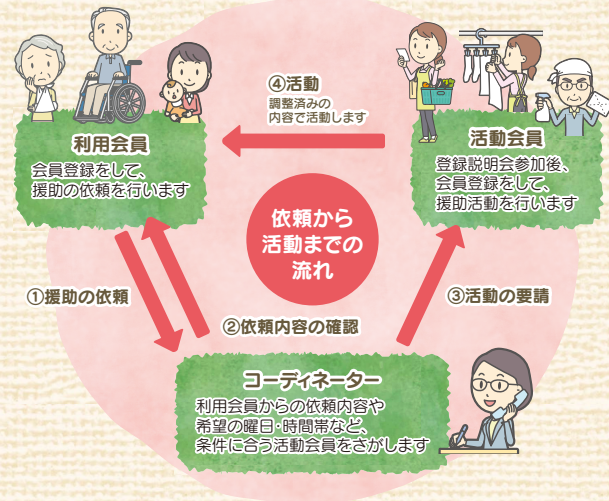 ④活動
調整済みの
内容で活動します
利用会員
会員登録をして、
援助の依頼を行います
活動会員
登録説明会参加後、
会員登録をして、
援助活動を行います
依頼から
活動までの
流れ
①援助の依頼
②依頼内容の確認
③活動の要請
コーディネーター
利用会員からの依頼内容や
希望の曜日・時間帯など、
条件に合う活動会員をさがします